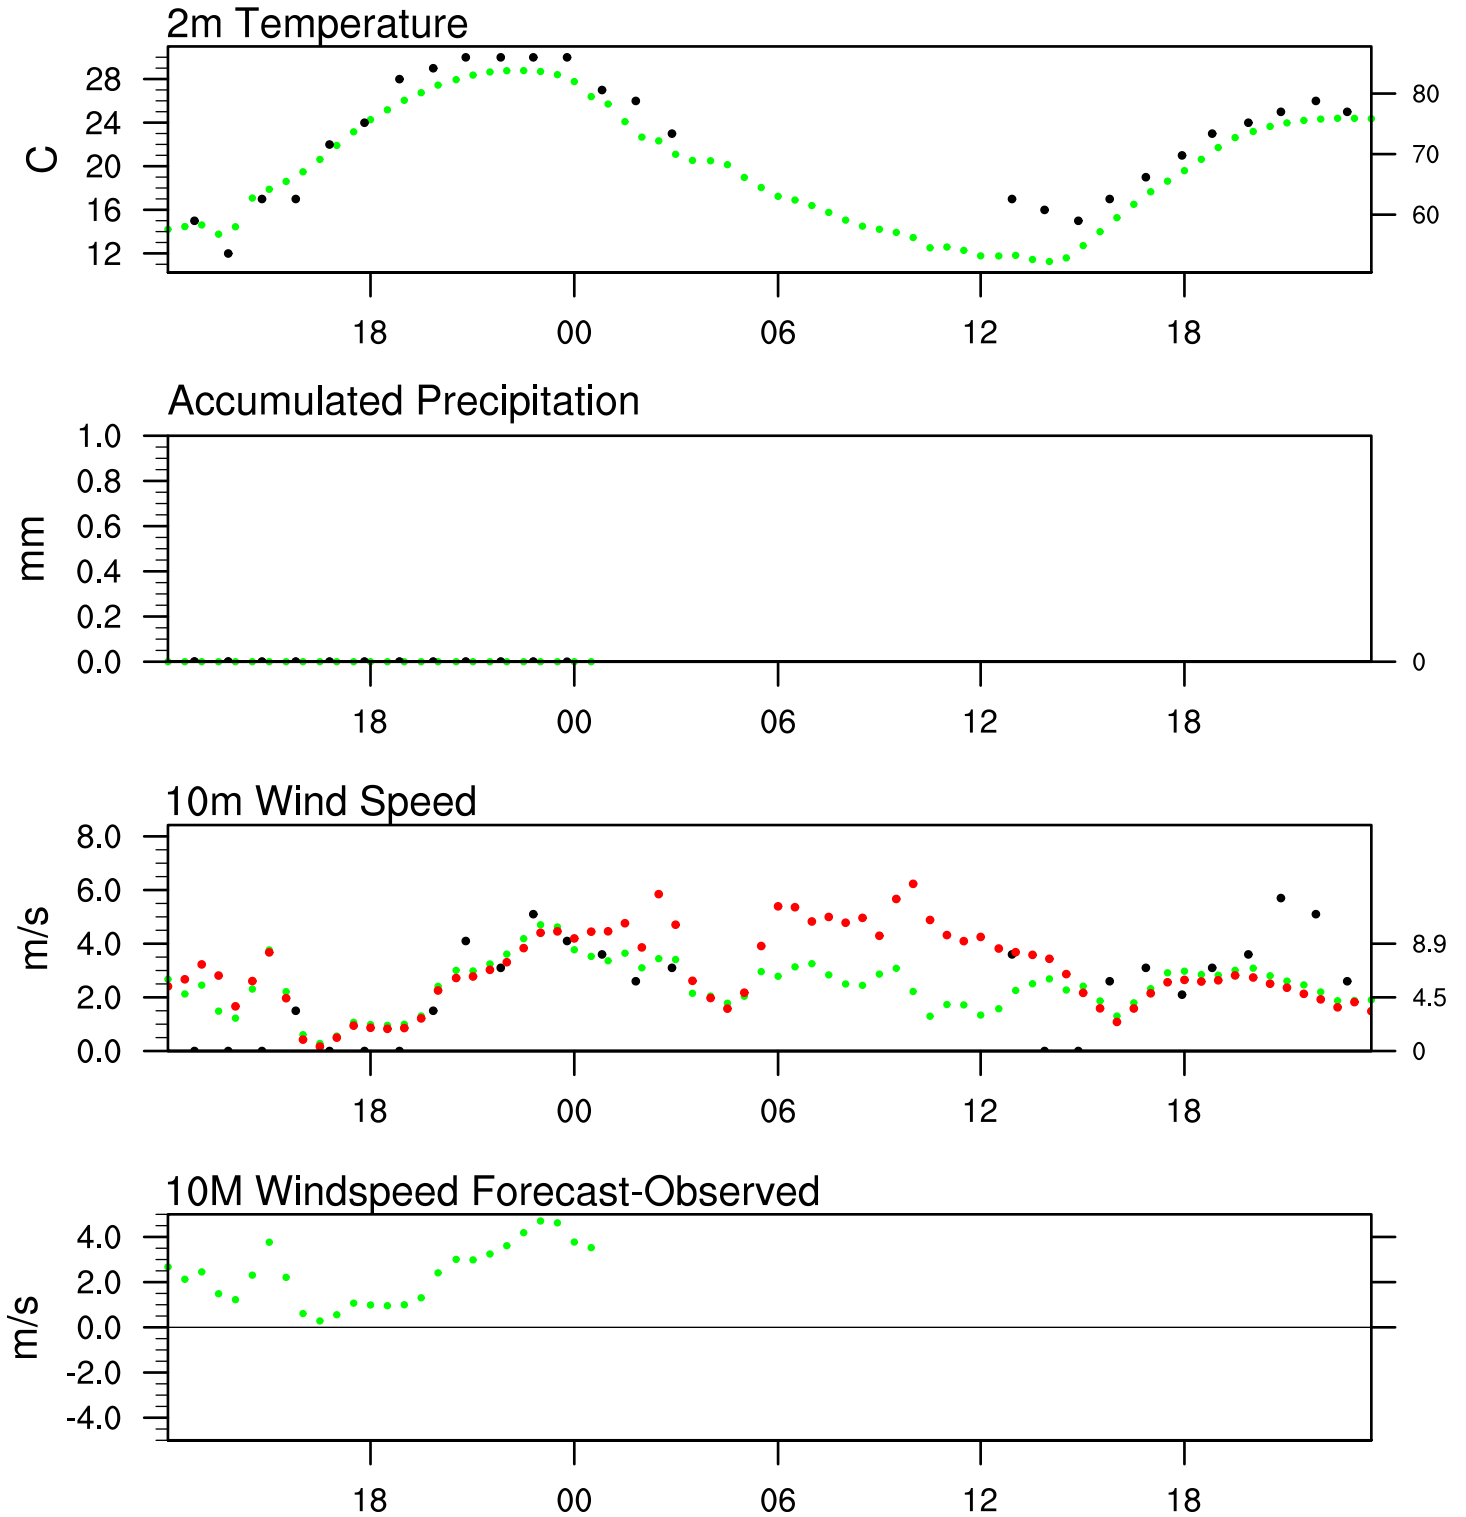 2m Temperature
28
24
20
16
12
C
80
70
60
18 00 06 12 18
Accumulated Precipitation
1.0
0.8
0.6
0.4
0.2
0.0
mm
0
18 00 06 12 18
10m Wind Speed
8.0
6.0
4.0
2.0
0.0
m/s
8.9
4.5
0
18 00 06 12 18
10M Windspeed Forecast-Observed
4.0
2.0
0.0
-2.0
-4.0
m/s
18 00 06 12 18